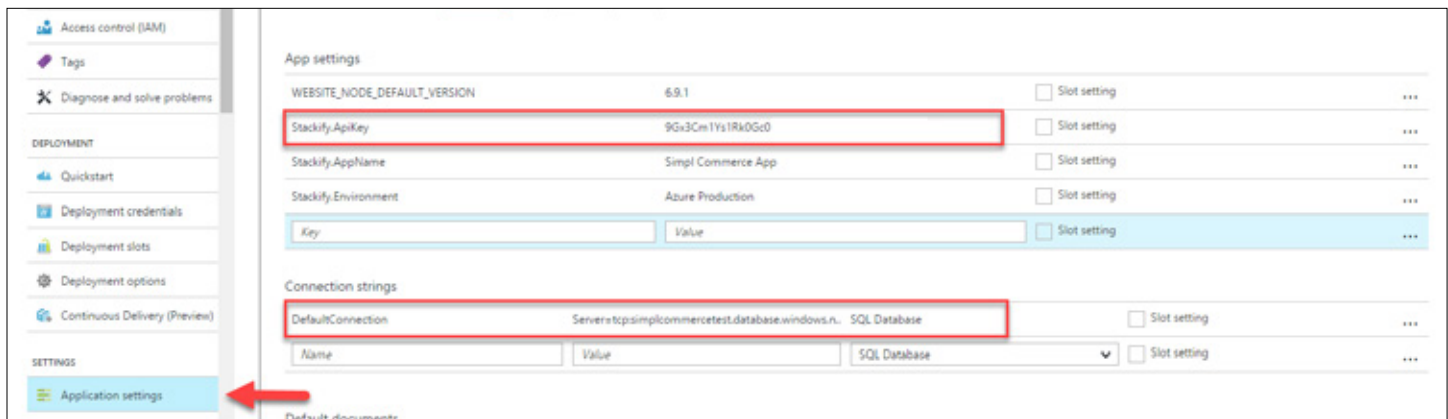 Access control (IAM)
Tags
Diagnose and solve problems
DEPLOYMENT
Quickstart
Deployment credentials
Deployment slots
Deployment options
Continuous Delivery (Preview)
SETTINGS
Application settings
App settings
WEBSITE_NODE_DEFAULT_VERSION 6.9.1 Slot setting ...
Stackify.ApiKey 9Gx3Cm1Ys1Rk0Gc0 Slot setting ...
Stackify.AppName Simpl Commerce App Slot setting ...
Stackify.Environment Azure Production Slot setting ...
Key Value Slot setting ...
Connection strings
DefaultConnection Server=tcp:simplcommercetest.database.windows.n.. SQL Database Slot setting ...
Name Value SQL Database Slot setting ...
Default documents